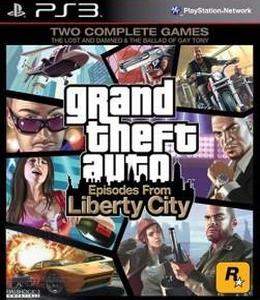 PS3
PlayStation Network
TWO COMPLETE GAMES
THE LOST AND DAMNED & THE BALLAD OF GAY TONY
grand
theft
auto
Episodes From
Liberty City
R